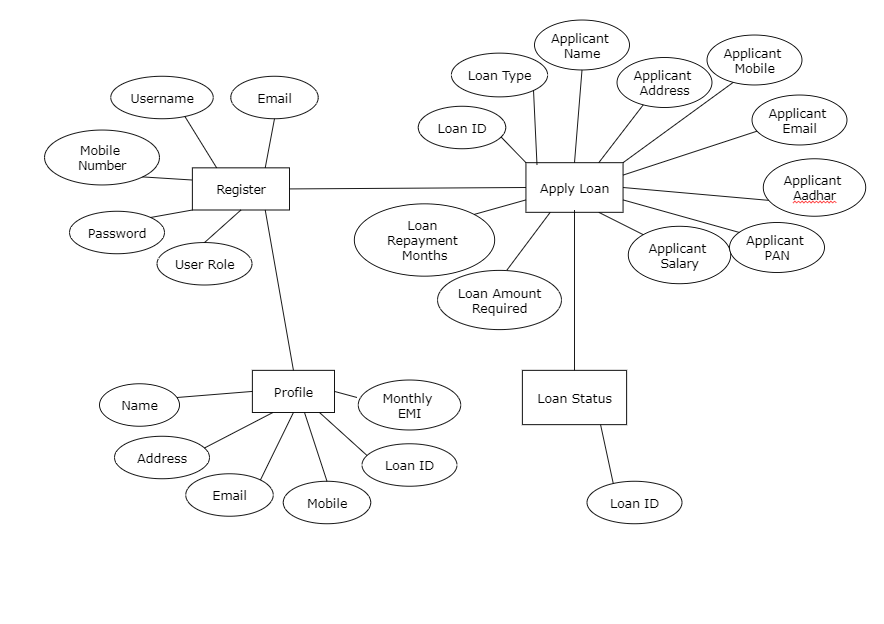 Applicant
Name
Applicant
Mobile
Loan Type
Applicant
Address
Username
Email
Loan ID
Applicant
Email
Mobile
Number
Register
Apply Loan
Applicant
Aadhar
Password
Loan
Repayment
Months
User Role
Applicant
Salary
Applicant
PAN
Loan Amount
Required
Profile
Loan Status
Name
Monthly
EMI
Address
Loan ID
Email
Mobile
Loan ID